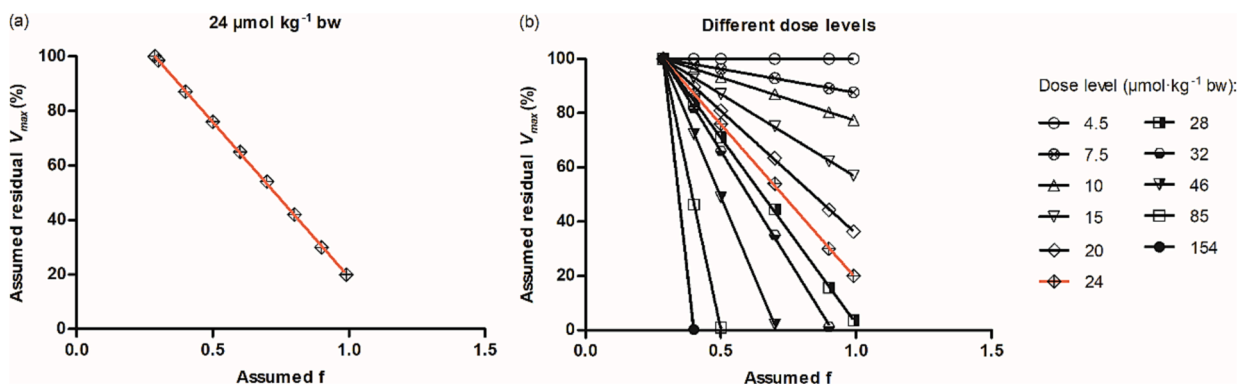 (a)
24 µmol kg⁻¹ bw
Assumed residual Vmax (%)
100
80
60
40
20
0
0.0 0.5 1.0 1.5
Assumed f
(b)
Different dose levels
Assumed residual Vmax (%)
100
80
60
40
20
0
0.0 0.5 1.0 1.5
Assumed f
Dose level (µmol·kg⁻¹ bw):
4.5 28
7.5 32
10 46
15 85
20 154
24